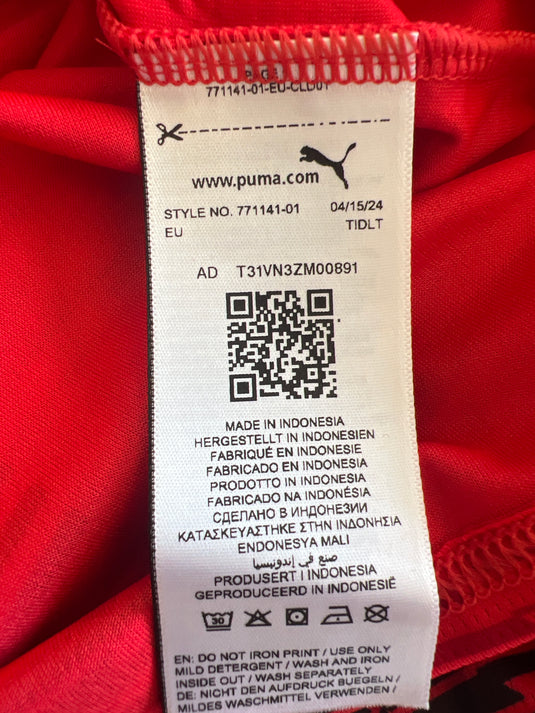 771141-01-EU-CLD01
www.puma.com
STYLE NO. 771141-01 04/15/24
EU TIDLT
AD T31VN3ZM00891
MADE IN INDONESIA
HERGESTELLT IN INDONESIEN
FABRIQUÉ EN INDONESIE
FABRICADO EN INDONESIA
PRODOTTO IN INDONESIA
FABRICADO NA INDONÉSIA
СДЕЛАНО В ИНДОНЕЗИИ
ΚΑΤΑΣΚΕΥΑΣΤΗΚΕ ΣΤΗΝ ΙΝΔΟΝΗΣΙΑ
ENDONESYA MALI
صنع في إندونيسيا
PRODUSERT I INDONESIA
GEPRODUCEERD IN INDONESIË
30
EN: DO NOT IRON PRINT / USE ONLY
MILD DETERGENT / WASH AND IRON
INSIDE OUT / WASH SEPARATELY
DE: NICHT DEN AUFDRUCK BUEGELN /
MILDES WASCHMITTEL VERWENDEN /